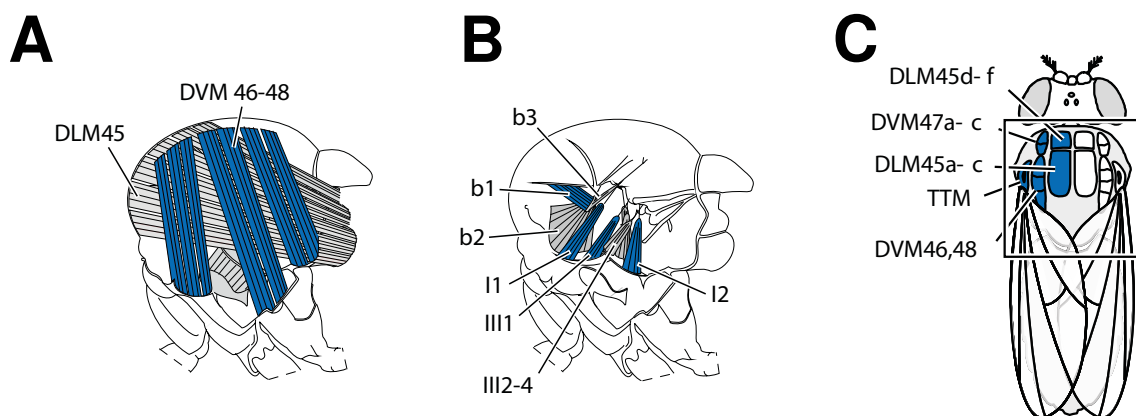 A
B
C
DVM 46-48
DLM45
b3
b1
b2
I1
III1
III2-4
I2
DLM45d- f
DVM47a- c
DLM45a- c
TTM
DVM46,48